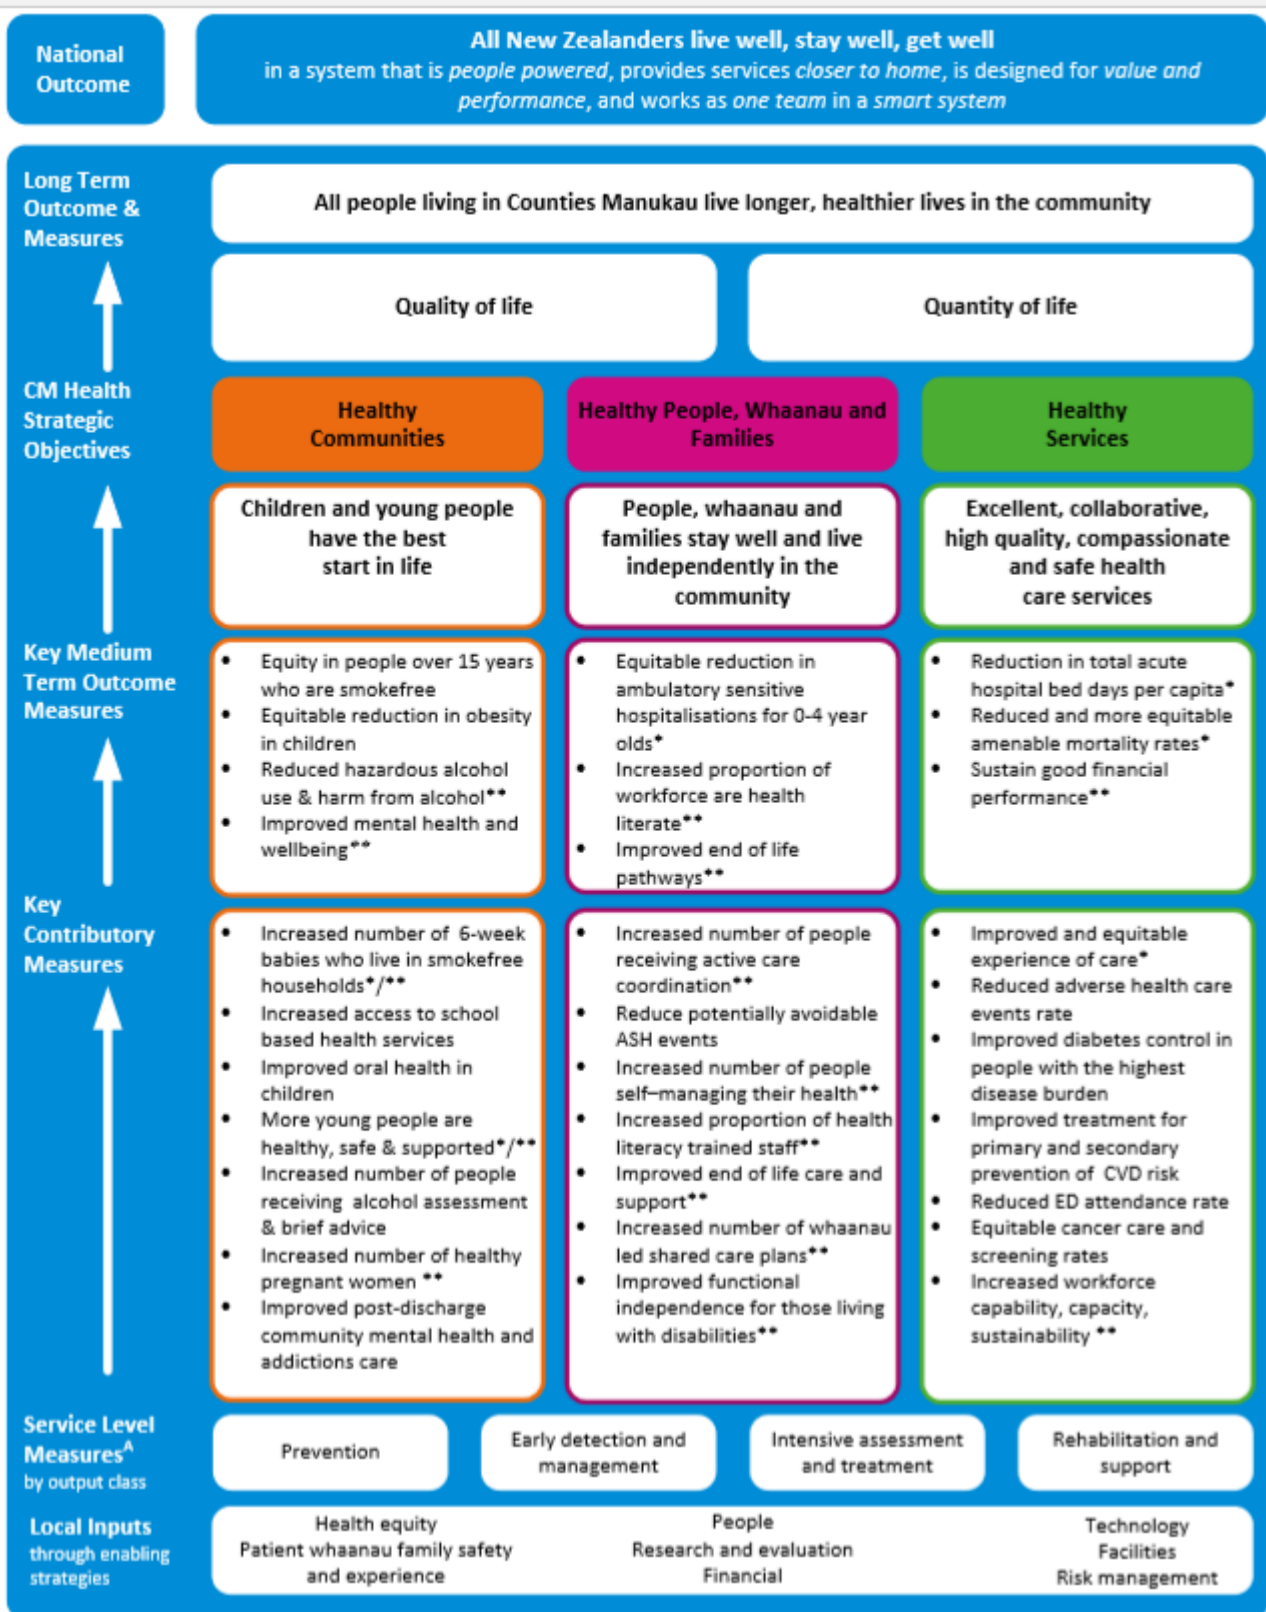 National
Outcome
All New Zealanders live well, stay well, get well
in a system that is people powered, provides services closer to home, is designed for value and
performance, and works as one team in a smart system
Long Term
Outcome &
Measures
All people living in Counties Manukau live longer, healthier lives in the community
Quality of life
Quantity of life
CM Health
Strategic
Objectives
Healthy
Communities
Healthy People, Whaanau and
Families
Healthy
Services
Children and young people
have the best
start in life
People, whaanau and
families stay well and live
independently in the
community
Excellent, collaborative,
high quality, compassionate
and safe health
care services
Key Medium
Term Outcome
Measures
• Equity in people over 15 years
who are smokefree
• Equitable reduction in obesity
in children
• Reduced hazardous alcohol
use & harm from alcohol**
• Improved mental health and
wellbeing**
• Equitable reduction in
ambulatory sensitive
hospitalisations for 0-4 year
olds*
• Increased proportion of
workforce are health
literate**
• Improved end of life
pathways**
• Reduction in total acute
hospital bed days per capita*
• Reduced and more equitable
amenable mortality rates*
• Sustain good financial
performance**
Key
Contributory
Measures
• Increased number of 6-week
babies who live in smokefree
households*/**
• Increased access to school
based health services
• Improved oral health in
children
• More young people are
healthy, safe & supported*/**
• Increased number of people
receiving alcohol assessment
& brief advice
• Increased number of healthy
pregnant women **
• Improved post-discharge
community mental health and
addictions care
• Increased number of people
receiving active care
coordination**
• Reduce potentially avoidable
ASH events
• Increased number of people
self–managing their health**
• Increased proportion of health
literacy trained staff**
• Improved end of life care and
support**
• Increased number of whaanau
led shared care plans**
• Improved functional
independence for those living
with disabilities**
• Improved and equitable
experience of care*
• Reduced adverse health care
events rate
• Improved diabetes control in
people with the highest
disease burden
• Improved treatment for
primary and secondary
prevention of CVD risk
• Reduced ED attendance rate
• Equitable cancer care and
screening rates
• Increased workforce
capability, capacity,
sustainability **
Service Level
Measures^A
by output class
Prevention
Early detection and
management
Intensive assessment
and treatment
Rehabilitation and
support
Local Inputs
through enabling
strategies
Health equity
Patient whaanau family safety
and experience
People
Research and evaluation
Financial
Technology
Facilities
Risk management